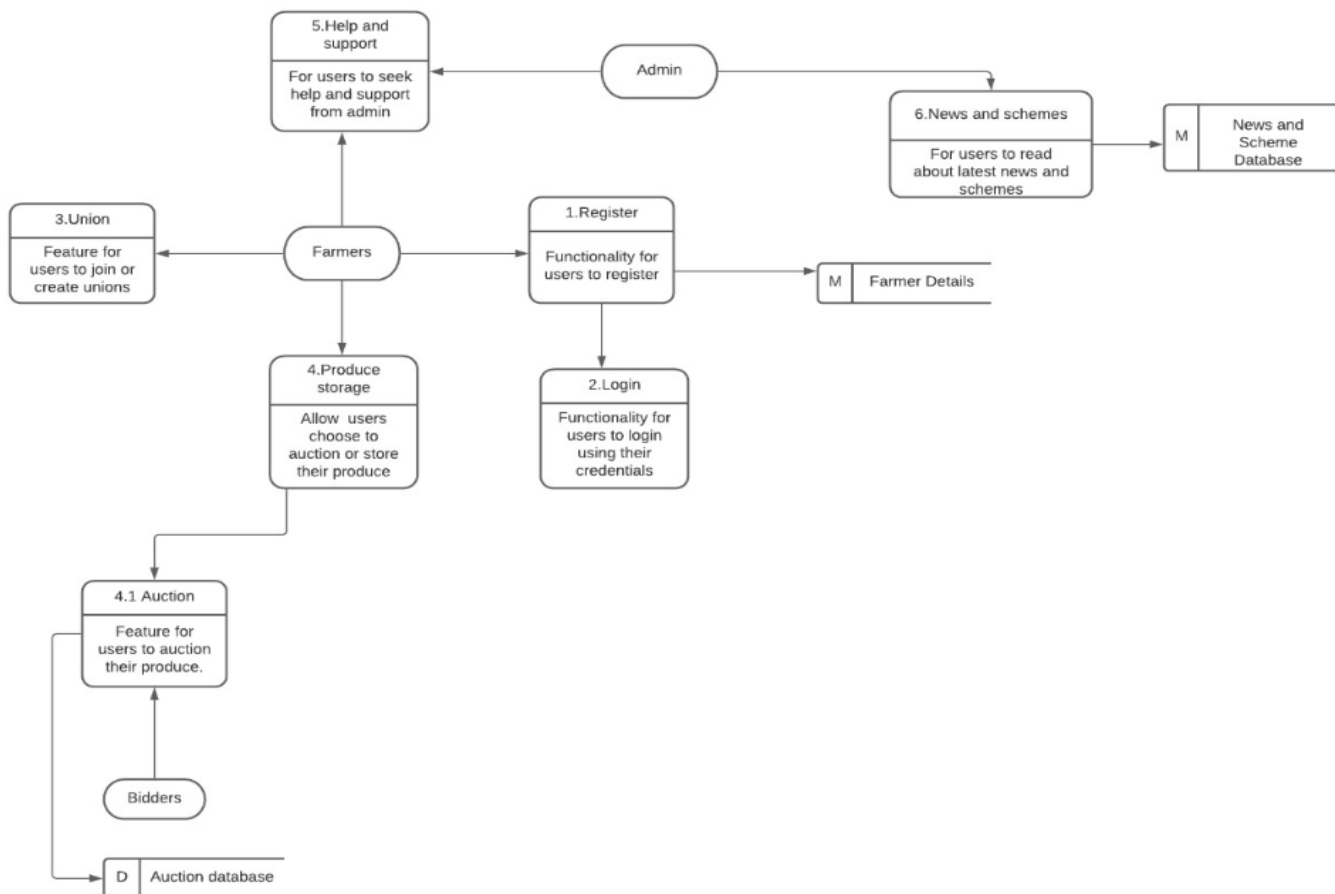 5.Help and
support
For users to seek
help and support
from admin
Admin
6.News and schemes
For users to read
about latest news and
schemes
M
News and
Scheme
Database
3.Union
Feature for
users to join or
create unions
Farmers
1.Register
Functionality for
users to register
M
Farmer Details
4.Produce
storage
Allow users
choose to
auction or store
their produce
2.Login
Functionality for
users to login
using their
credentials
4.1 Auction
Feature for
users to auction
their produce.
Bidders
D
Auction database